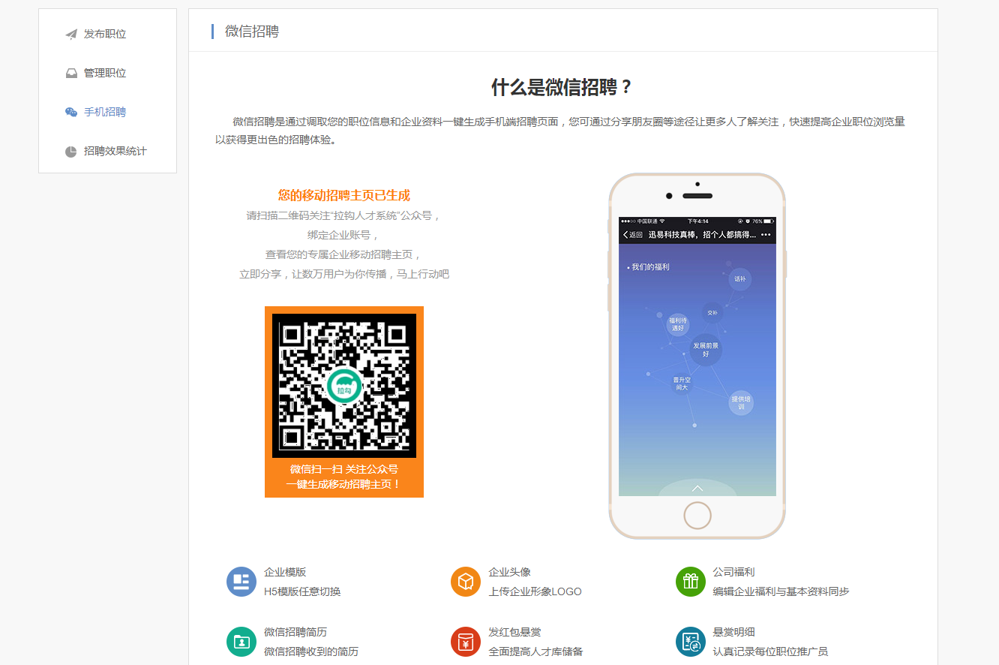 发布职位
管理职位
手机招聘
招聘效果统计
微信招聘
什么是微信招聘？
微信招聘是通过调取您的职位信息和企业资料一键生成手机端招聘页面，您可通过分享朋友圈等途径让更多人了解关注，快速提高企业职位浏览量
以获得更出色的招聘体验。
您的移动招聘主页已生成
请扫描二维码关注“拉钩人才系统”公众号，
绑定企业账号，
查看您的专属企业移动招聘主页，
立即分享，让数万用户为你传播，马上行动吧
拉勾
微信扫一扫 关注公众号
一键生成移动招聘主页！
中国联通 下午4:14 76%
返回 迅易科技真棒，招个人都搞得... •••
• 我们的福利
话补
交补
福利待
遇好
发展前景
好
晋升空
间大
提供培
训
企业模版
H5模版任意切换
企业头像
上传企业形象LOGO
公司福利
编辑企业福利与基本资料同步
微信招聘简历
微信招聘收到的简历
发红包悬赏
全面提高人才库储备
悬赏明细
认真记录每位职位推广员